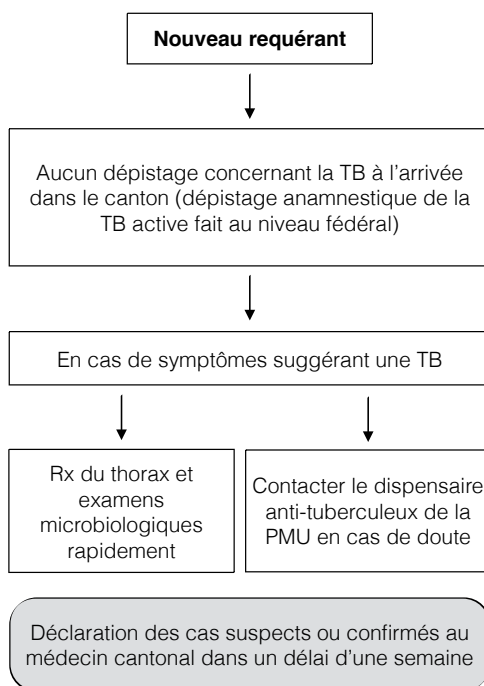 Nouveau requérant
Aucun dépistage concernant la TB à l'arrivée
dans le canton (dépistage anamnestique de la
TB active fait au niveau fédéral)
En cas de symptômes suggérant une TB
Rx du thorax et
examens
microbiologiques
rapidement
Contacter le dispensaire
anti-tuberculeux de la
PMU en cas de doute
Déclaration des cas suspects ou confirmés au
médecin cantonal dans un délai d'une semaine